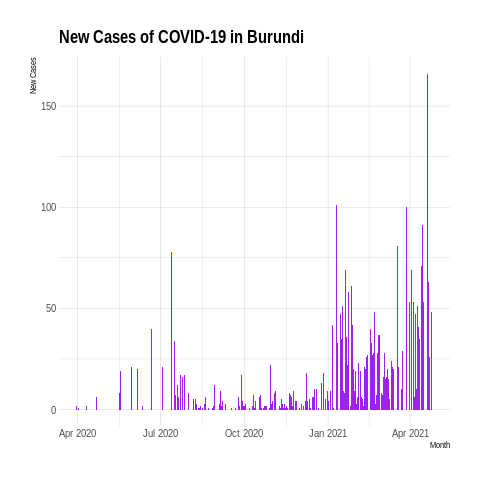 New Cases of COVID-19 in Burundi
New Cases
150
100
50
0
Apr 2020 Jul 2020 Oct 2020 Jan 2021 Apr 2021
Month